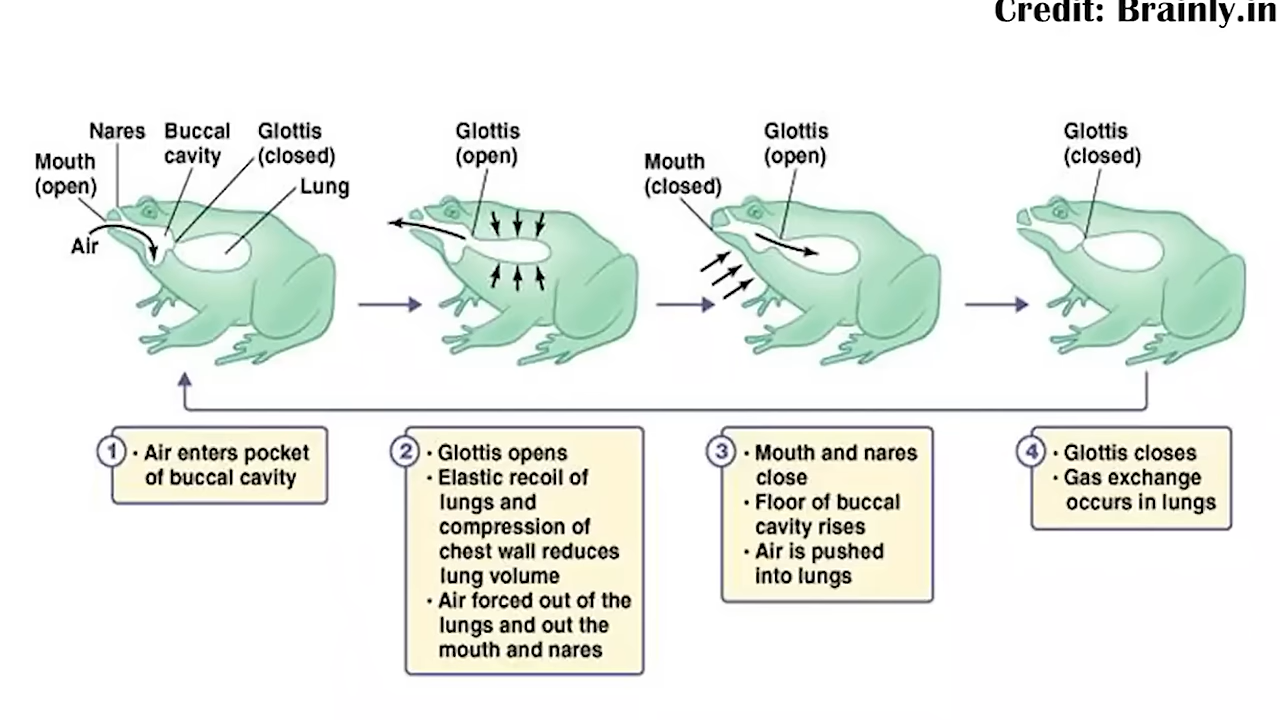 Credit: Brainly.in
Nares
Buccal
cavity
Glottis
(closed)
Mouth
(open)
Lung
Air
Glottis
(open)
Mouth
(closed)
Glottis
(open)
Glottis
(closed)
1
· Air enters pocket
of buccal cavity
2
· Glottis opens
· Elastic recoil of
lungs and
compression of
chest wall reduces
lung volume
· Air forced out of the
lungs and out the
mouth and nares
3
· Mouth and nares
close
· Floor of buccal
cavity rises
· Air is pushed
into lungs
4
· Glottis closes
· Gas exchange
occurs in lungs